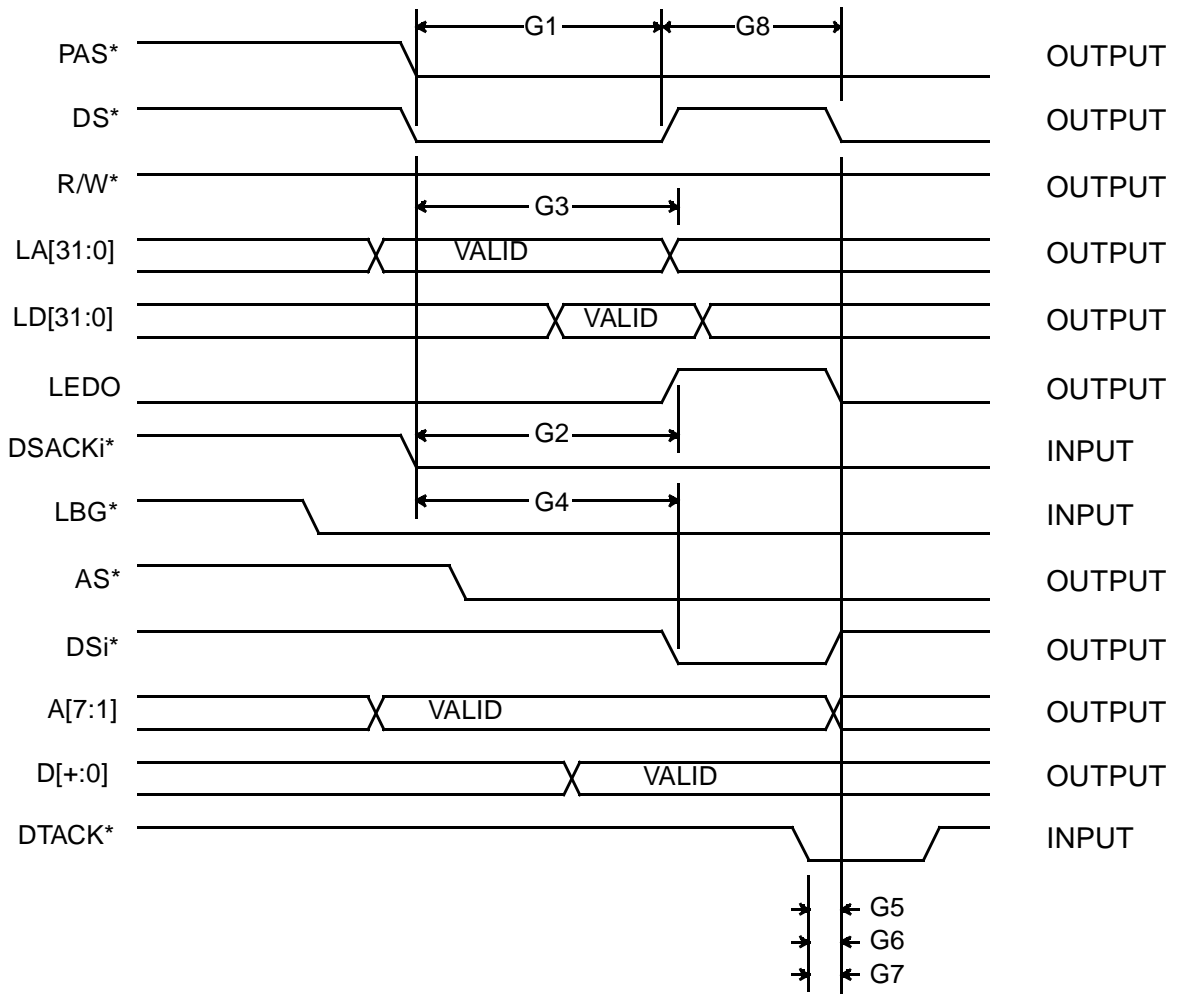 G1 G8
PAS* OUTPUT
DS* OUTPUT
R/W* OUTPUT
G3
LA[31:0] VALID OUTPUT
LD[31:0] VALID OUTPUT
LEDO OUTPUT
G2
DSACKi* INPUT
G4
LBG* INPUT
AS* OUTPUT
DSi* OUTPUT
A[7:1] VALID OUTPUT
D[+:0] VALID OUTPUT
DTACK* INPUT
G5
G6
G7